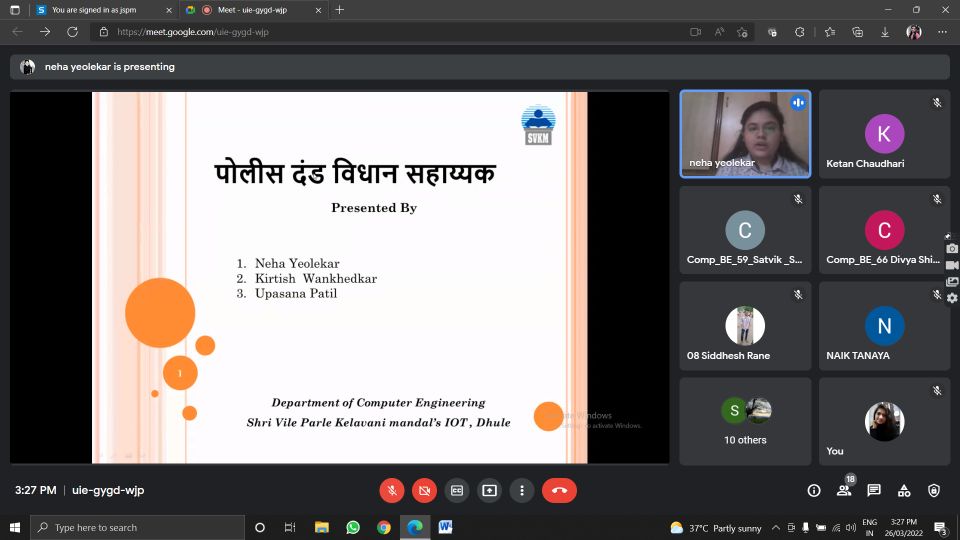 You are signed in as jspm
Meet - uie-gygd-wjp
https://meet.google.com/uie-gygd-wjp
neha yeolekar is presenting
SVKM
पोलीस दंड विधान सहाय्यक
Presented By
1. Neha Yeolekar
2. Kirtish Wankhedkar
3. Upasana Patil
1
Department of Computer Engineering
Shri Vile Parle Kelavani mandal's IOT, Dhule
Windows
to activate Windows.
neha yeolekar
K
Ketan Chaudhari
C
Comp_BE_59_Satvik _S...
C
Comp_BE_66 Divya Shi...
08 Siddhesh Rane
N
NAIK TANAYA
S
10 others
You
3:27 PM | uie-gygd-wjp
18
Type here to search
37°C Partly sunny
ENG
IN
3:27 PM
26/03/2022
3